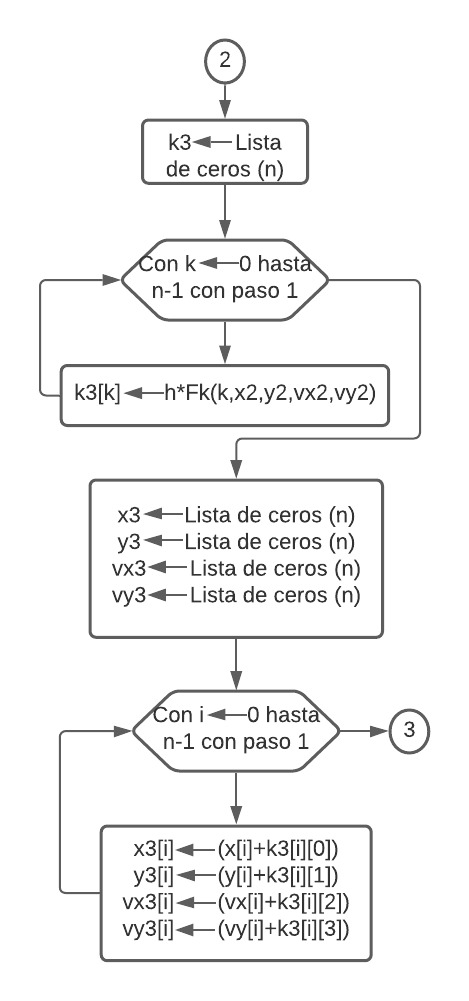 2
k3←Lista
de ceros (n)
Con k←0 hasta
n-1 con paso 1
k3[k]←h*Fk(k,x2,y2,vx2,vy2)
x3←Lista de ceros (n)
y3←Lista de ceros (n)
vx3←Lista de ceros (n)
vy3←Lista de ceros (n)
Con i←0 hasta
n-1 con paso 1
3
x3[i]←(x[i]+k3[i][0])
y3[i]←(y[i]+k3[i][1])
vx3[i]←(vx[i]+k3[i][2])
vy3[i]←(vy[i]+k3[i][3])